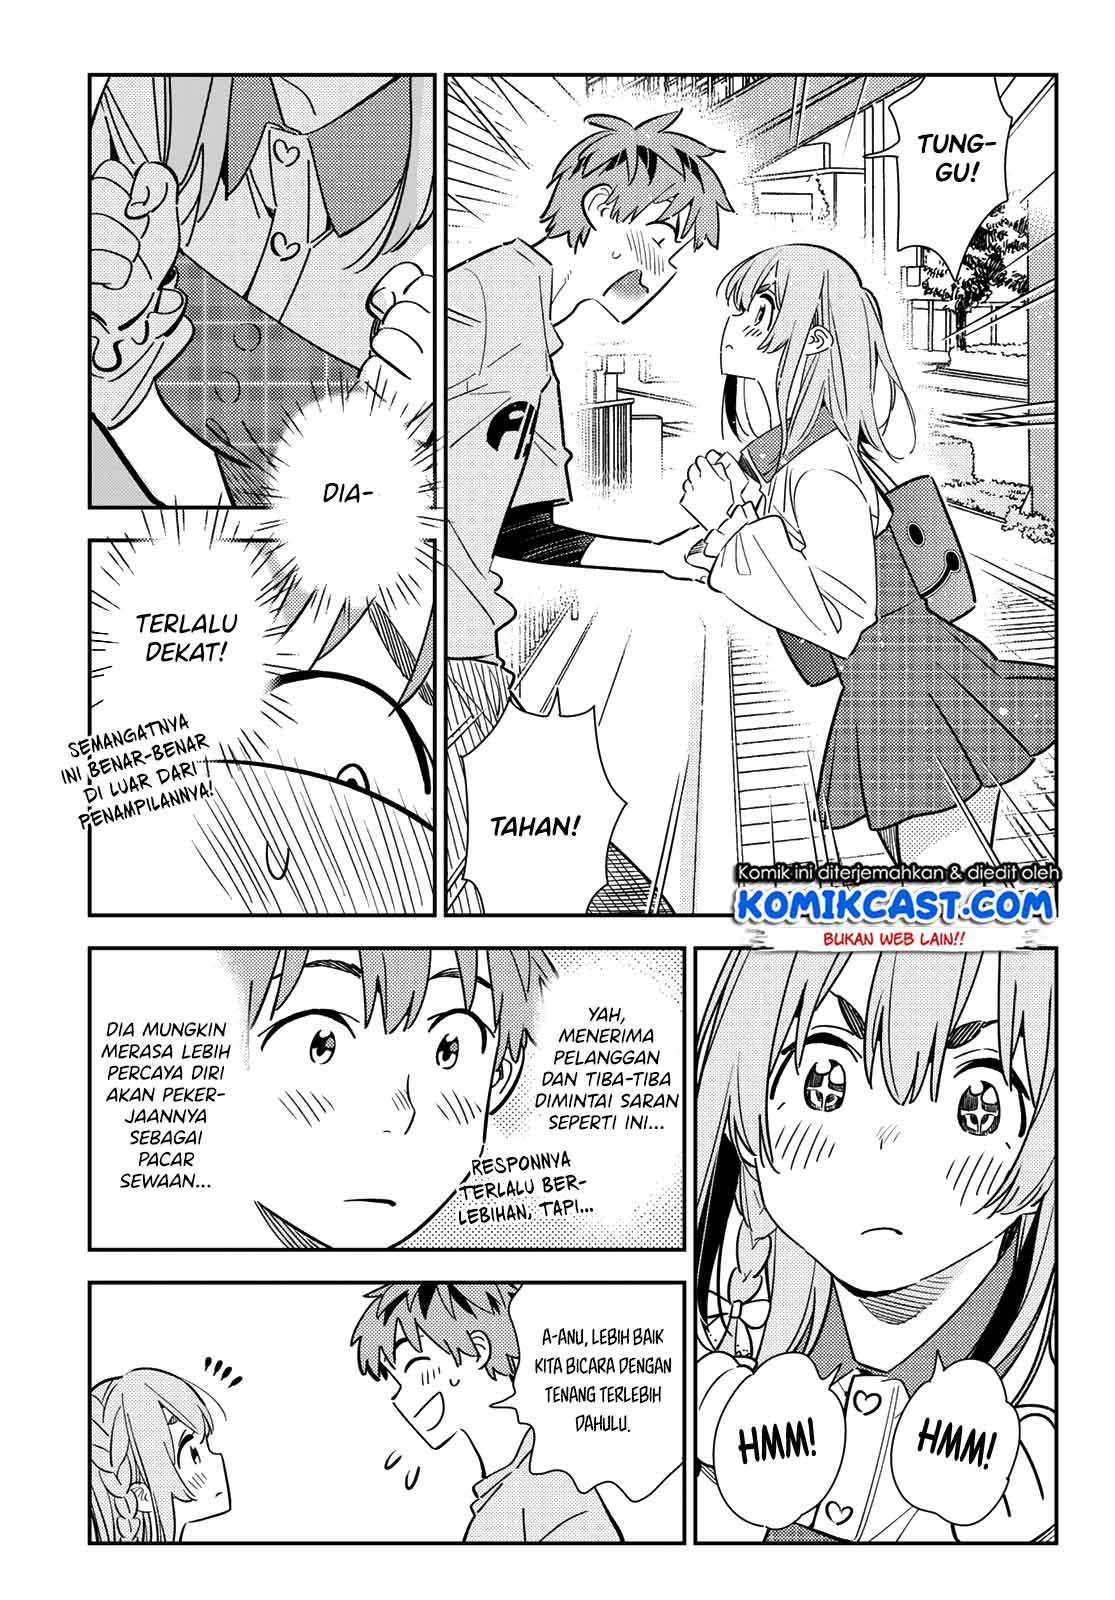 TUNG-
GU!
TAHAN!
DIA-
TERLALU
DEKAT!
SEMANGATNYA
INI BENAR-BENAR
DI LUAR DARI
PENAMPILANNYA!
Komik ini diterjemahkan & diedit oleh
KOMIKCAST.COM
BUKAN WEB LAIN!!
HMM!
HMM!
YAH,
MENERIMA
PELANGGAN
DAN TIBA-TIBA
DIMINTAI SARAN
SEPERTI INI...
RESPONNYA
TERLALU BER-
LEBIHAN, TAPI...
DIA MUNGKIN
MERASA LEBIH
PERCAYA DIRI
AKAN PEKER-
JAANNYA
SEBAGAI
PACAR
SEWAAN...
A-ANU, LEBIH BAIK
KITA BICARA DENGAN
TENANG TERLEBIH
DAHULU.